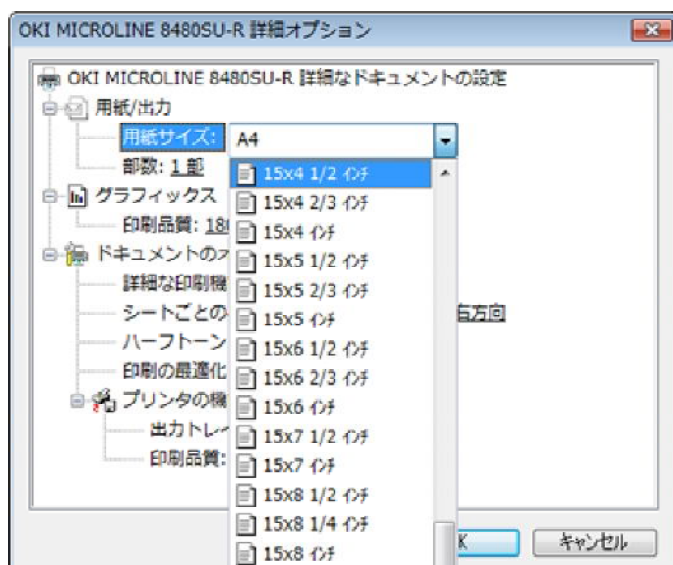 OKI MICROLINE 8480SU-R 詳細オプション
OKI MICROLINE 8480SU-R 詳細なドキュメントの設定
用紙/出力
用紙サイズ: A4
部数: 1 部
グラフィックス
印刷品質: 180
ドキュメントのオ
詳細な印刷機
シートごとの
右方向
ハーフトーン
印刷の最適化
プリンタの機
出力トレイ
印刷品質:
15x4 1/2 インチ
15x4 2/3 インチ
15x4 インチ
15x5 1/2 インチ
15x5 2/3 インチ
15x5 インチ
15x6 1/2 インチ
15x6 2/3 インチ
15x6 インチ
15x7 1/2 インチ
15x7 インチ
15x8 1/2 インチ
15x8 1/4 インチ
15x8 インチ
K
キャンセル